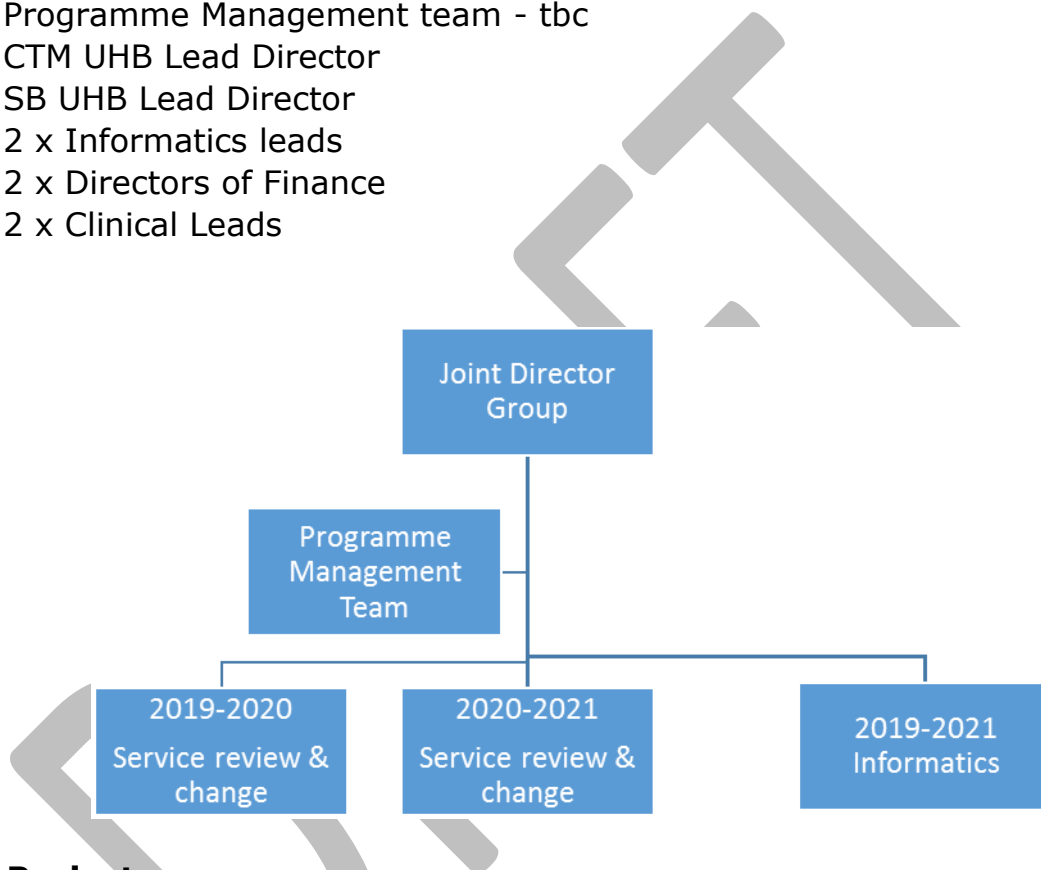 Programme Management team - tbc
CTM UHB Lead Director
SB UHB Lead Director
2 x Informatics leads
2 x Directors of Finance
2 x Clinical Leads
Joint Director
Group
Programme
Management
Team
2019-2020
Service review &
change
2020-2021
Service review &
change
2019-2021
Informatics